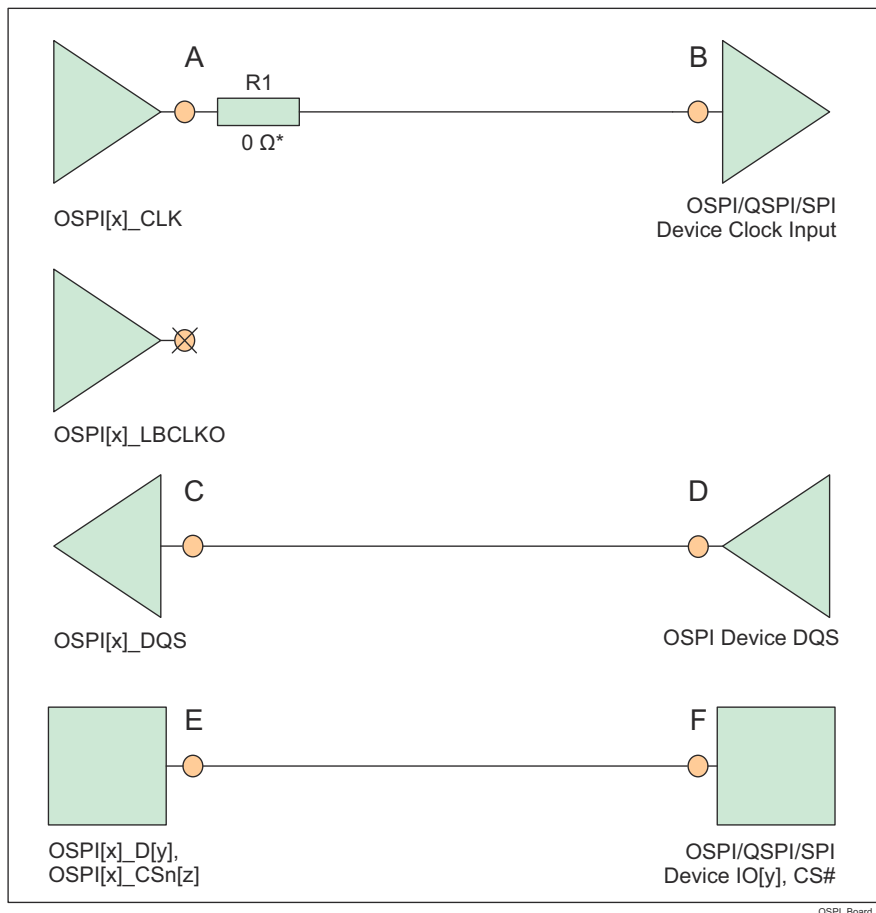 A
B
R1
0 Ω*
OSPI[x]_CLK
OSPI/QSPI/SPI
Device Clock Input
OSPI[x]_LBCLKO
C
D
OSPI[x]_DQS
OSPI Device DQS
E
F
OSPI[x]_D[y],
OSPI[x]_CSn[z]
OSPI/QSPI/SPI
Device IO[y], CS#
OSPI_Board